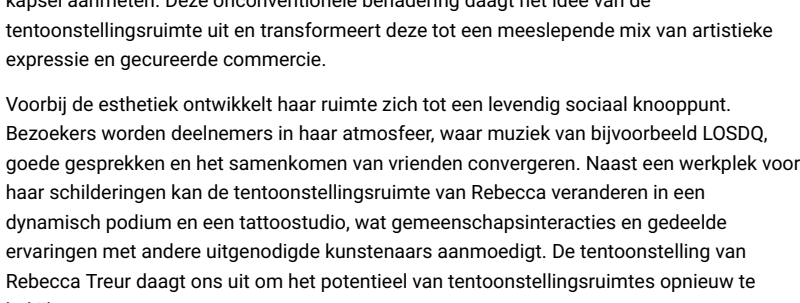 kapsel aanmeten. Deze onconventionele benadering daagt het idee van de
tentoonstellingsruimte uit en transformeert deze tot een meeslepende mix van artistieke
expressie en gecureerde commercie.
Voorbij de esthetiek ontwikkelt haar ruimte zich tot een levendig sociaal knooppunt.
Bezoekers worden deelnemers in haar atmosfeer, waar muziek van bijvoorbeeld LOSDQ,
goede gesprekken en het samenkomen van vrienden convergeren. Naast een werkplek voor
haar schilderingen kan de tentoonstellingsruimte van Rebecca veranderen in een
dynamisch podium en een tattoostudio, wat gemeenschapsinteracties en gedeelde
ervaringen met andere uitgenodigde kunstenaars aanmoedigt. De tentoonstelling van
Rebecca Treur daagt ons uit om het potentieel van tentoonstellingsruimtes opnieuw te